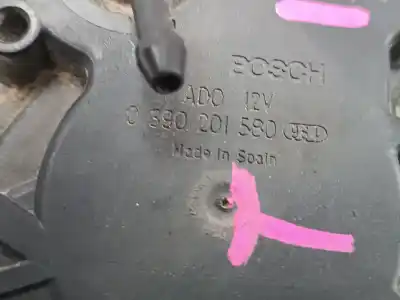 BOSCH
ADO 12V
0 390 201 580
Made in Spain